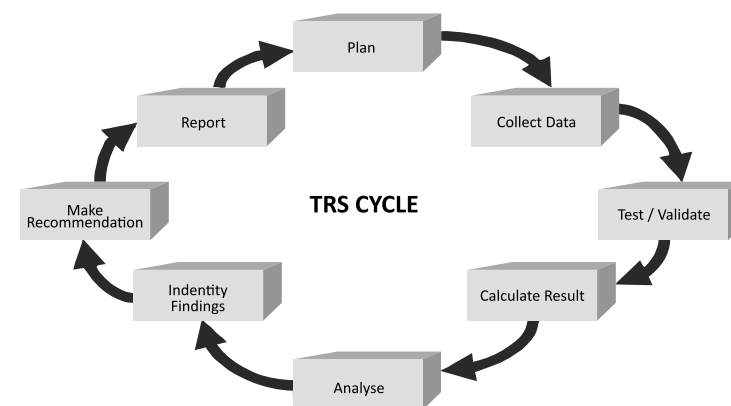 Plan
Collect Data
Test / Validate
Calculate Result
Analyse
Indentity
Findings
Make
Recommendation
Report
TRS CYCLE